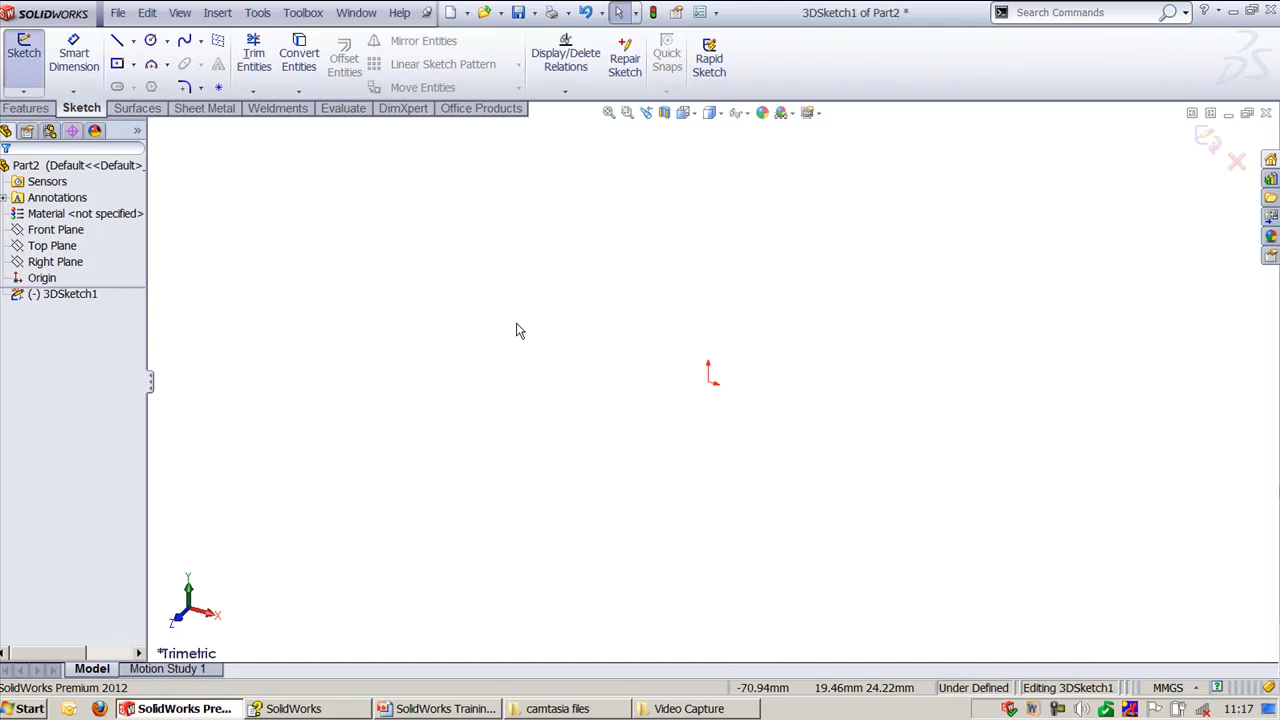 SOLIDWORKS File Edit View Insert Tools Toolbox Window Help 3DSketch1 of Part2 * Search Commands
Sketch Smart Dimension Trim Entities Convert Entities Offset Entities Mirror Entities Linear Sketch Pattern Move Entities Display/Delete Relations Repair Sketch Quick Snaps Rapid Sketch
Features Sketch Surfaces Sheet Metal Weldments Evaluate DimXpert Office Products
Part2 (Default<<Default>_
Sensors
Annotations
Material <not specified>
Front Plane
Top Plane
Right Plane
Origin
(-) 3DSketch1
Y
X
Z
*Trimetric
Model Motion Study 1
SolidWorks Premium 2012 -70.94mm 19.46mm 24.22mm Under Defined Editing 3DSketch1 MMGS
Start SolidWorks Pre... SolidWorks SolidWorks Trainin... camtasia files Video Capture 11:17